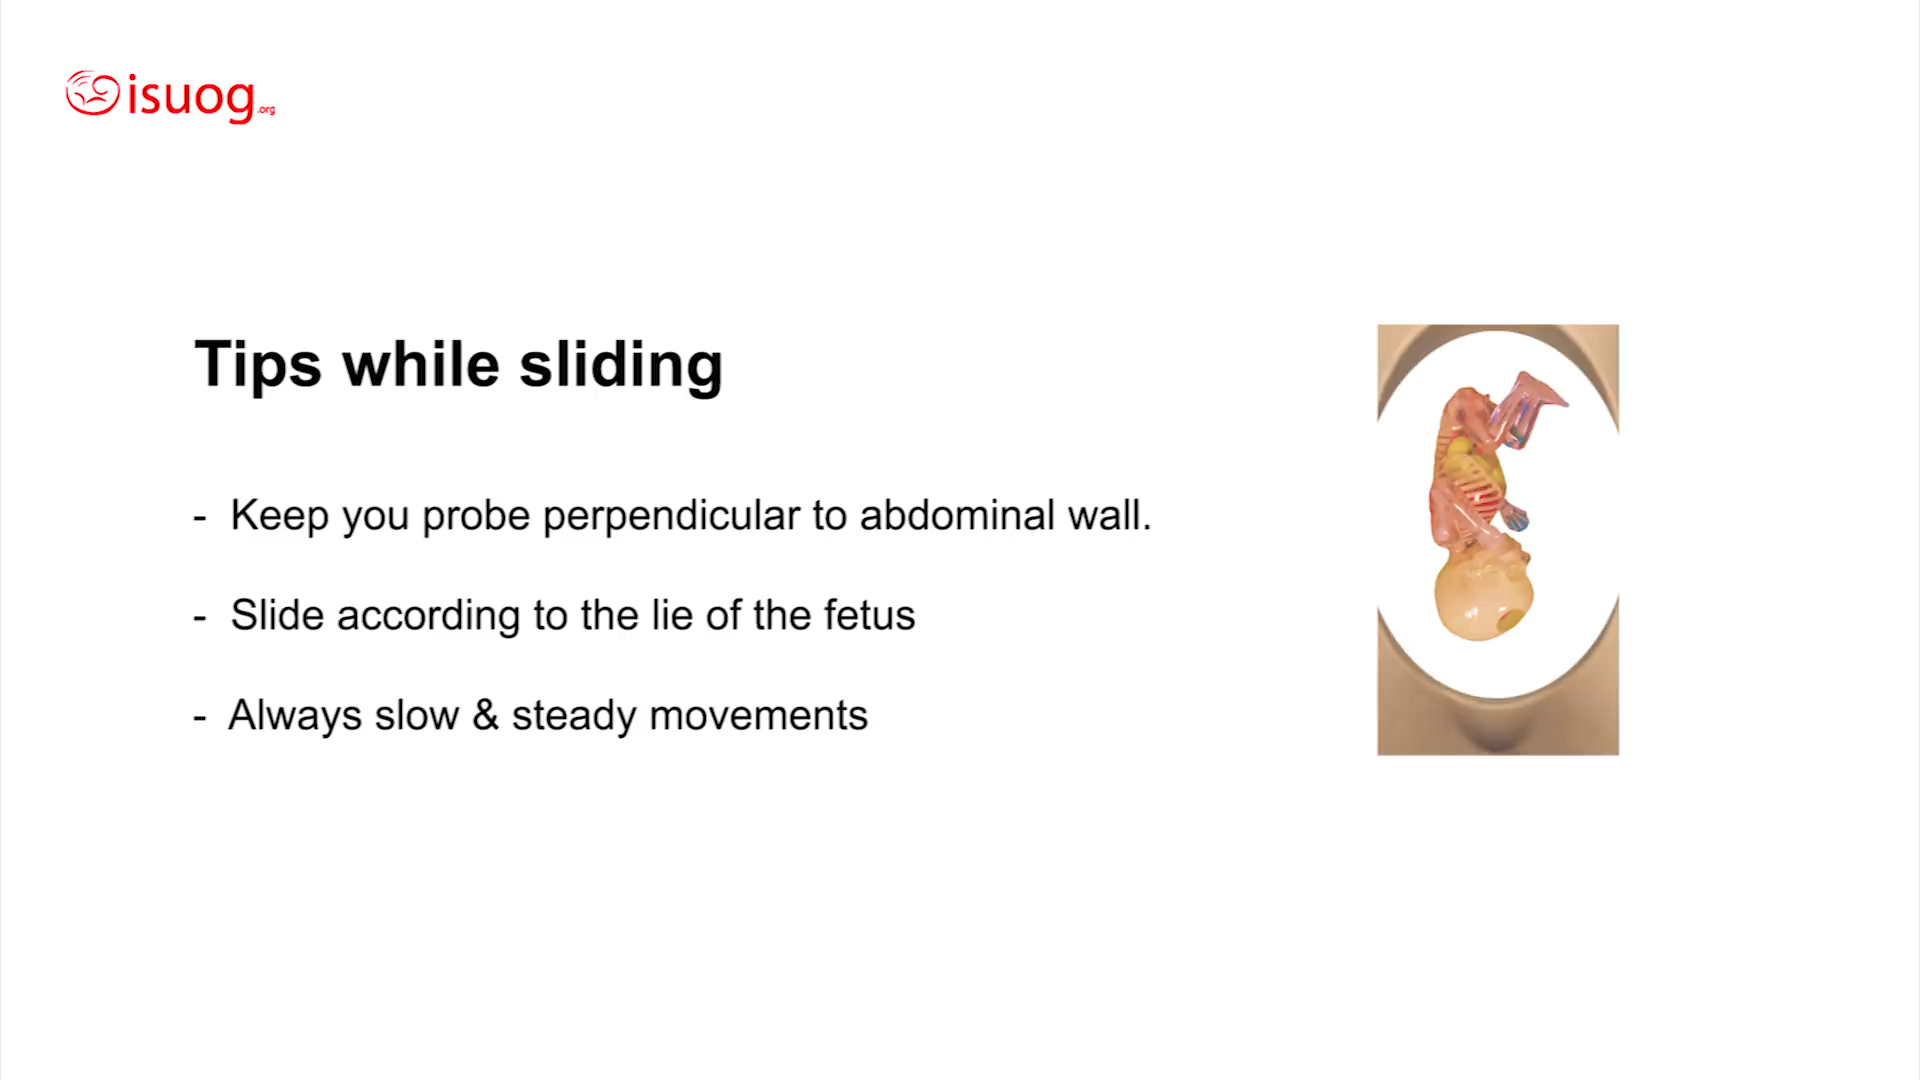 isuog.org
Tips while sliding
- Keep you probe perpendicular to abdominal wall.
- Slide according to the lie of the fetus
- Always slow & steady movements